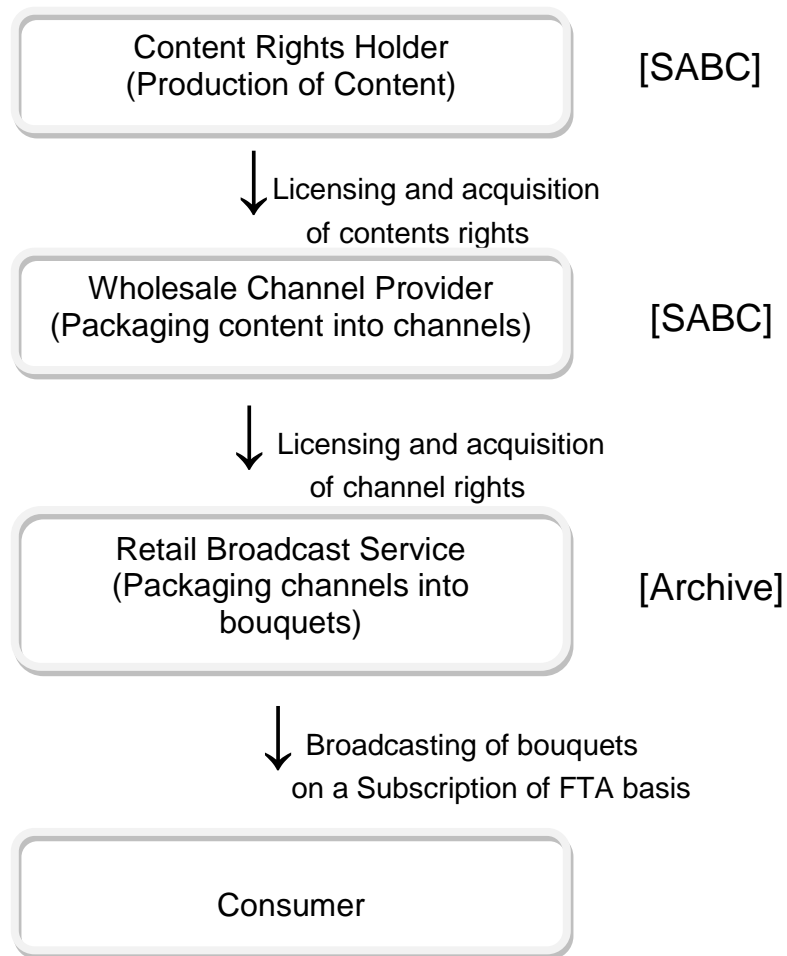 Content Rights Holder
(Production of Content)
[SABC]
Licensing and acquisition
of contents rights
Wholesale Channel Provider
(Packaging content into channels)
[SABC]
Licensing and acquisition
of channel rights
Retail Broadcast Service
(Packaging channels into
bouquets)
[Archive]
Broadcasting of bouquets
on a Subscription of FTA basis
Consumer